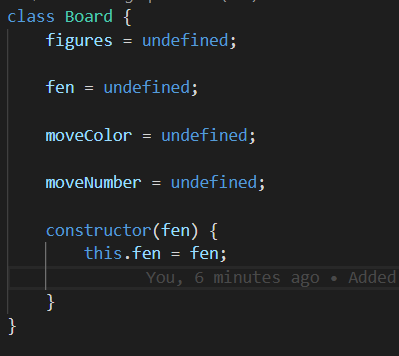 class Board {
figures = undefined;
fen = undefined;
moveColor = undefined;
moveNumber = undefined;
constructor(fen) {
this.fen = fen;
You, 6 minutes ago • Added
}
}